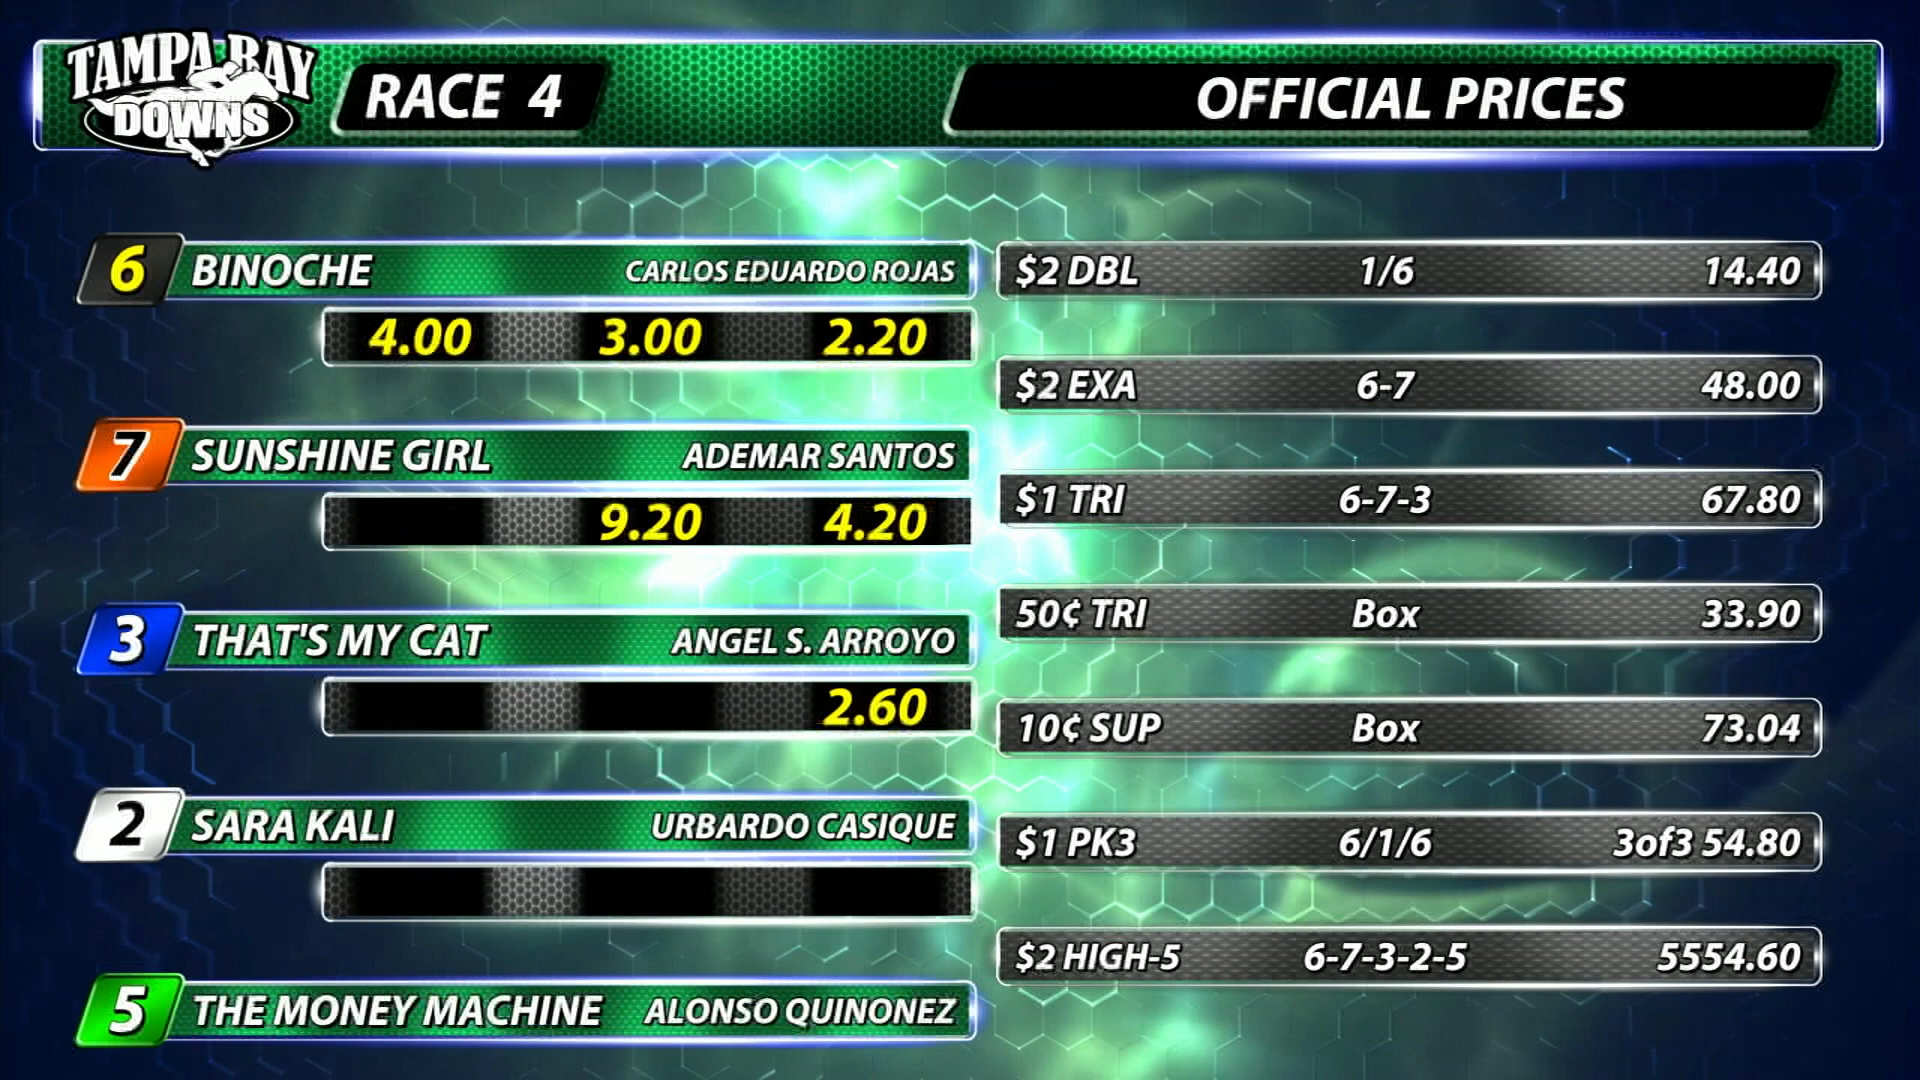 TAMPA BAY
DOWNS
RACE 4
OFFICIAL PRICES
6 BINOCHE CARLOS EDUARDO ROJAS
4.00 3.00 2.20
7 SUNSHINE GIRL ADEMAR SANTOS
9.20 4.20
3 THAT'S MY CAT ANGEL S. ARROYO
2.60
2 SARA KALI URBARDO CASIQUE
5 THE MONEY MACHINE ALONSO QUINONEZ
$2 DBL 1/6 14.40
$2 EXA 6-7 48.00
$1 TRI 6-7-3 67.80
50¢ TRI Box 33.90
10¢ SUP Box 73.04
$1 PK3 6/1/6 3of3 54.80
$2 HIGH-5 6-7-3-2-5 5554.60